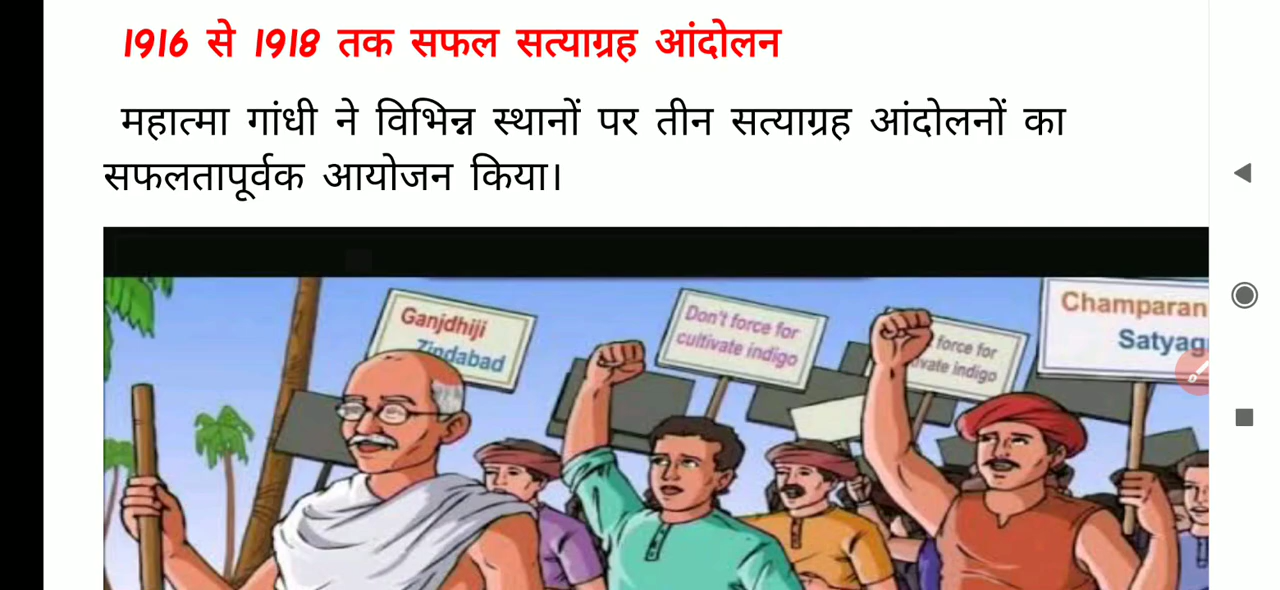 1916 से 1918 तक सफल सत्याग्रह आंदोलन
महात्मा गांधी ने विभिन्न स्थानों पर तीन सत्याग्रह आंदोलनों का
सफलतापूर्वक आयोजन किया।
Ganjdhiji
Zindabad
Don't force for
cultivate indigo
force for
vate indigo
Champaran
Satyag